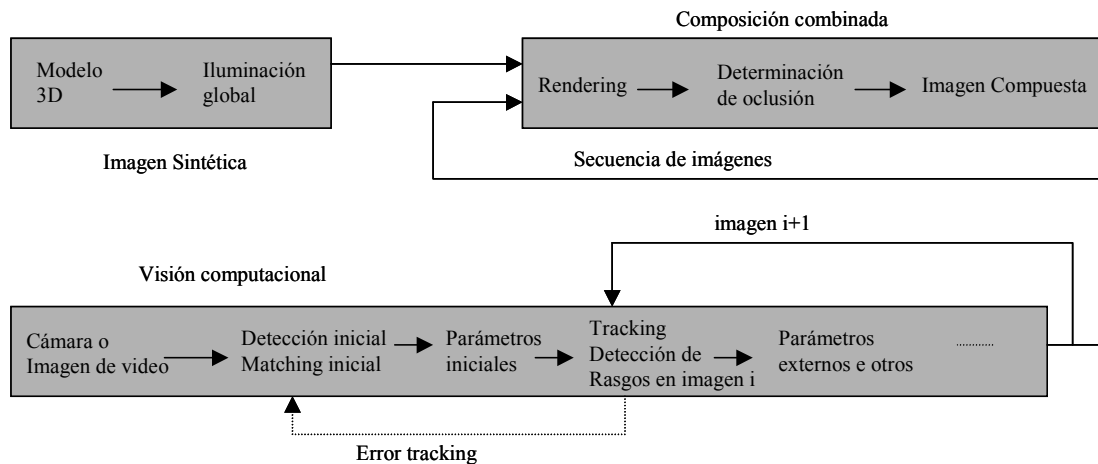 Composición combinada
Modelo
3D
Iluminación
global
Rendering
Determinación
de oclusión
Imagen Compuesta
Imagen Sintética
Secuencia de imágenes
imagen i+1
Visión computacional
Cámara o
Imagen de video
Detección inicial
Matching inicial
Parámetros
iniciales
Tracking
Detección de
Rasgos en imagen i
Parámetros
externos e otros
............
Error tracking